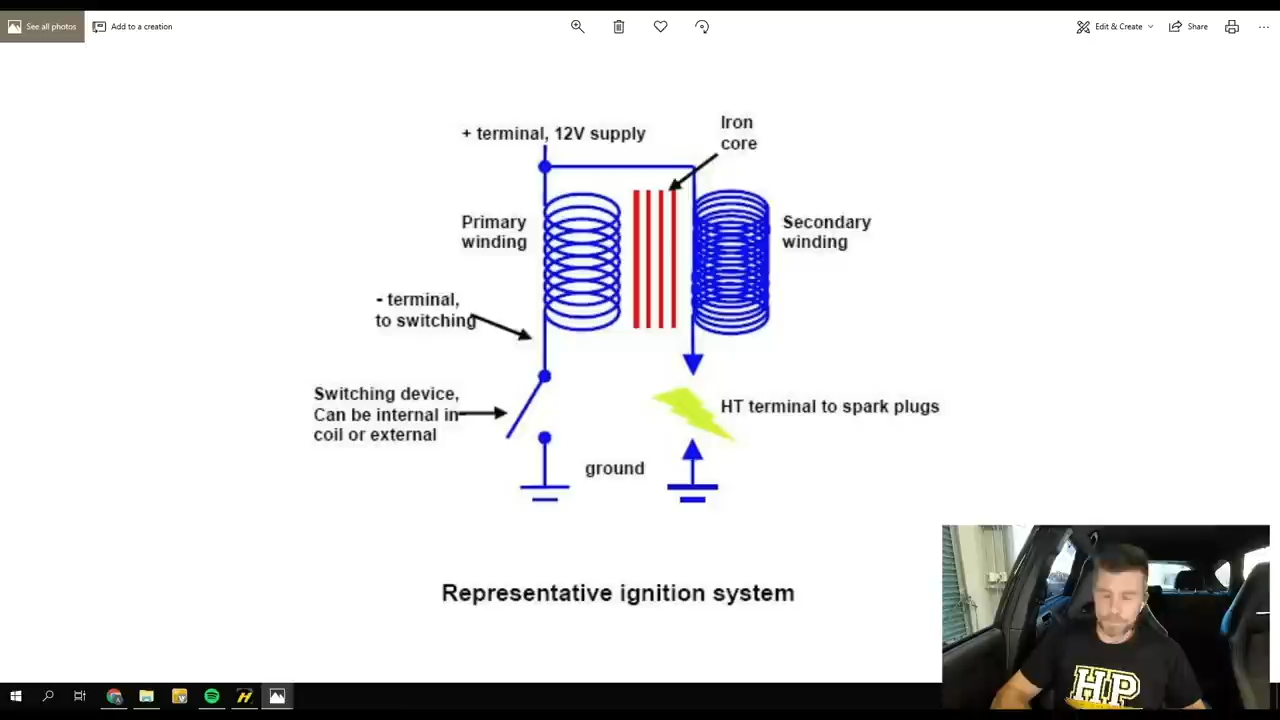 See all photos
Add to a creation
Edit & Create
Share
+ terminal, 12V supply
Iron
core
Primary
winding
Secondary
winding
- terminal,
to switching
Switching device,
Can be internal in
coil or external
HT terminal to spark plugs
ground
Representative ignition system
HP